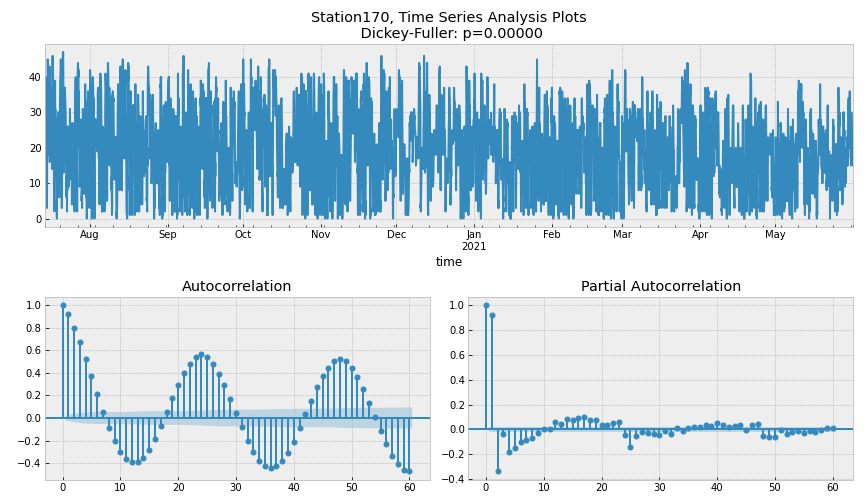 Station170, Time Series Analysis Plots
Dickey-Fuller: p=0.00000
40
30
20
10
0
Aug Sep Oct Nov Dec Jan Feb Mar Apr May
2021
time
Autocorrelation Partial Autocorrelation
1.0 1.0
0.8 0.8
0.6 0.6
0.4 0.4
0.2 0.2
0.0 0.0
−0.2 −0.2
−0.4 −0.4
0 10 20 30 40 50 60 0 10 20 30 40 50 60